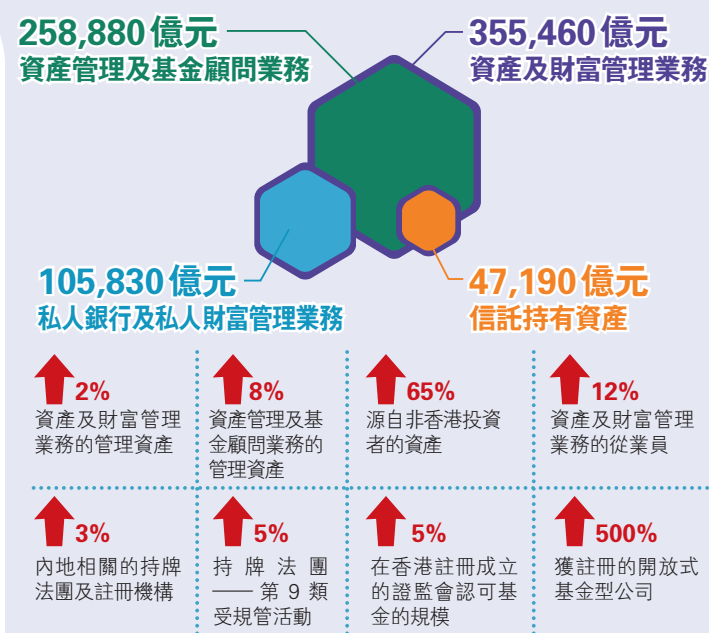 258,880億元
資產管理及基金顧問業務
355,460億元
資產及財富管理業務
105,830億元
私人銀行及私人財富管理業務
47,190億元
信託持有資產
2%
資產及財富管理
業務的管理資產
8%
資產管理及基
金顧問業務的
管理資產
65%
源自非香港投資
者的資產
12%
資產及財富管理
業務的從業員
3%
內地相關的持牌
法團及註冊機構
5%
持牌法團
—— 第 9 類
受規管活動
5%
在香港註冊成立
的證監會認可基
金的規模
500%
獲註冊的開放式
基金型公司